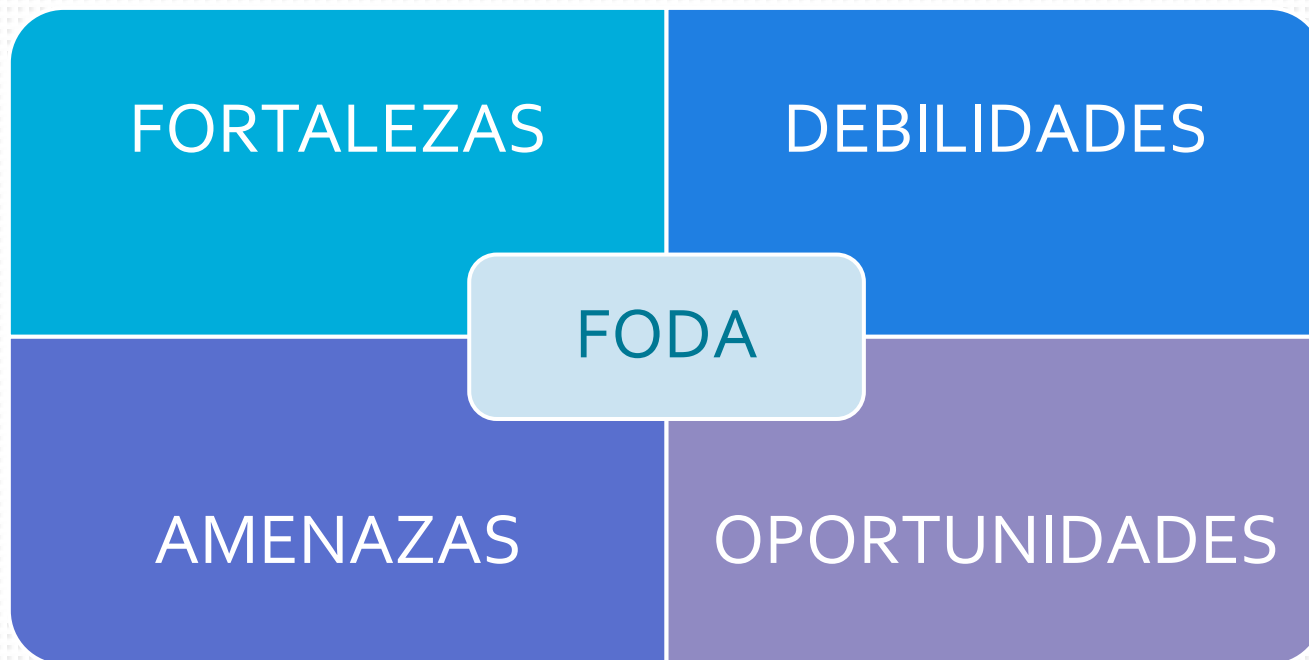 FORTALEZAS
DEBILIDADES
FODA
AMENAZAS
OPORTUNIDADES